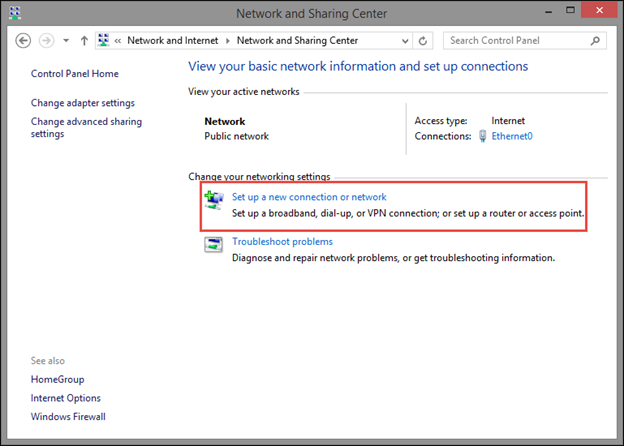 Network and Sharing Center
« Network and Internet Network and Sharing Center
Search Control Panel
Control Panel Home
Change adapter settings
Change advanced sharing
settings
View your basic network information and set up connections
View your active networks
Network
Public network
Access type: Internet
Connections: Ethernet0
Change your networking settings
Set up a new connection or network
Set up a broadband, dial-up, or VPN connection; or set up a router or access point.
Troubleshoot problems
Diagnose and repair network problems, or get troubleshooting information.
See also
HomeGroup
Internet Options
Windows Firewall